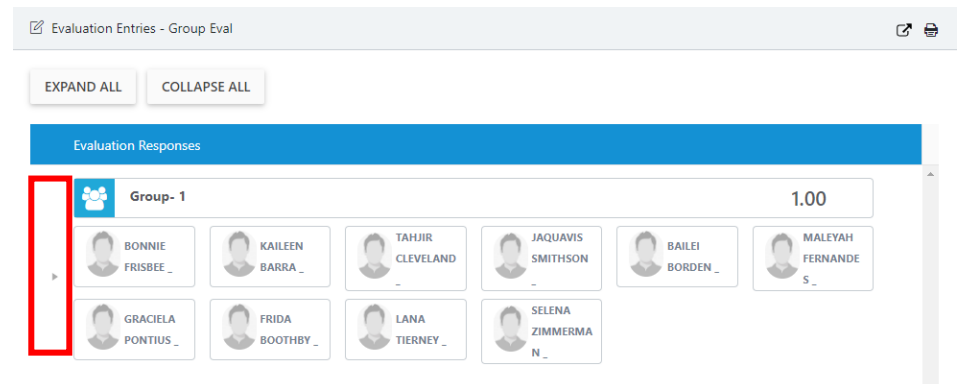 Evaluation Entries - Group Eval
EXPAND ALL COLLAPSE ALL
Evaluation Responses
Group- 1 1.00
BONNIE
FRISBEE _
KAILEEN
BARRA _
TAHJIR
CLEVELAND
_
JAQUAVIS
SMITHSON
_
BAILEI
BORDEN _
MALEYAH
FERNANDE
S _
GRACIELA
PONTIUS _
FRIDA
BOOTHBY _
LANA
TIERNEY _
SELENA
ZIMMERMA
N _